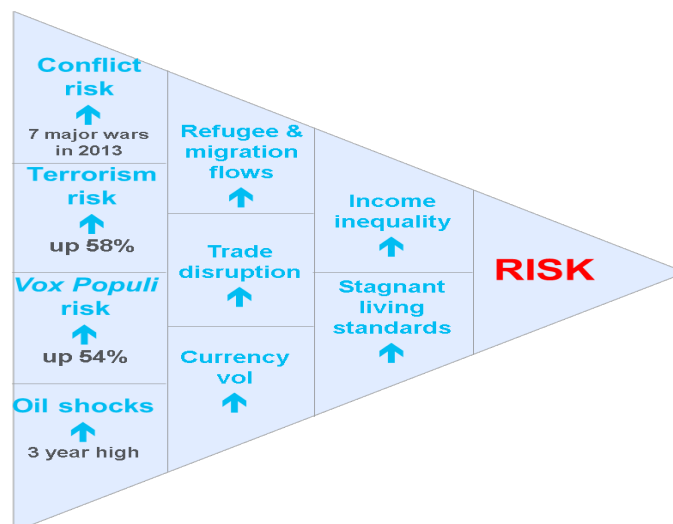 Conflict
risk
7 major wars
in 2013
Terrorism
risk
up 58%
Vox Populi
risk
up 54%
Oil shocks
3 year high
Refugee &
migration
flows
Trade
disruption
Currency
vol
Income
inequality
Stagnant
living
standards
RISK